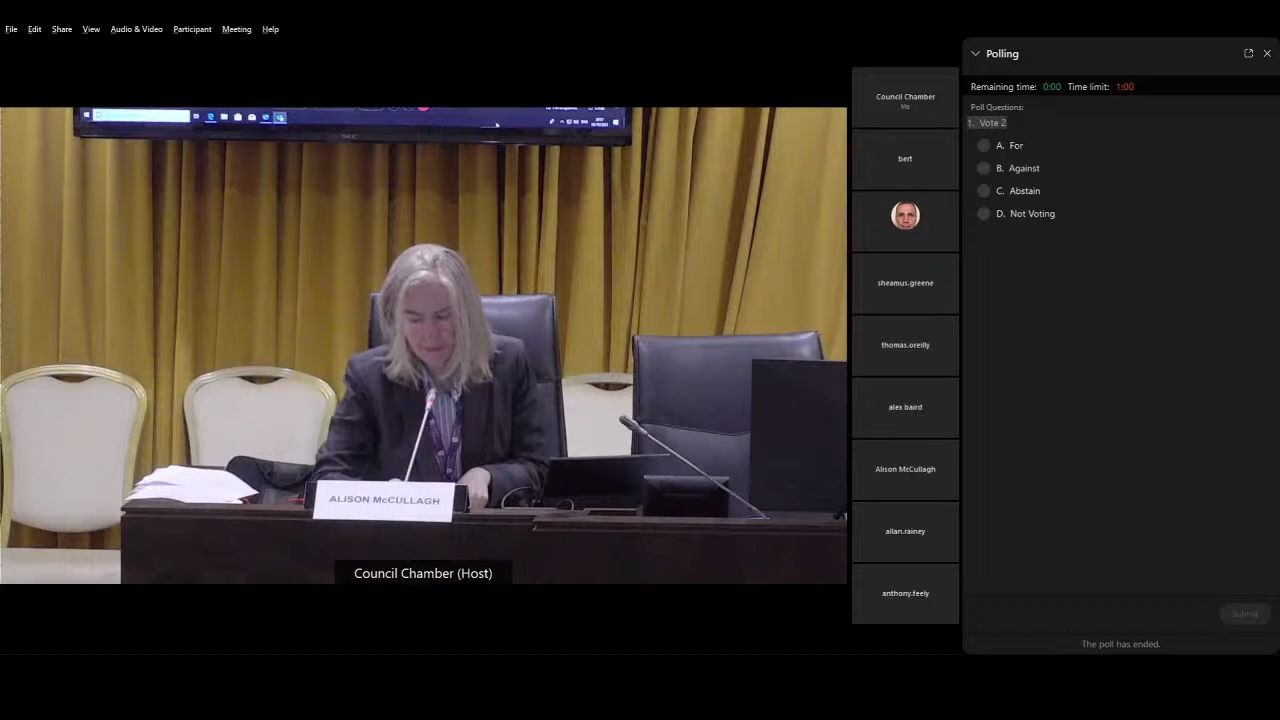 File Edit Share View Audio & Video Participant Meeting Help
Polling
Remaining time: 0:00 Time limit: 1:00
Poll Questions:
1. Vote 2
A. For
B. Against
C. Abstain
D. Not Voting
Submit
The poll has ended.
Council Chamber
Me
bert
sheamus.greene
thomas.oreilly
alex baird
Alison McCullagh
allan.rainey
anthony.feely
NEC
ALISON McCULLAGH
Council Chamber (Host)